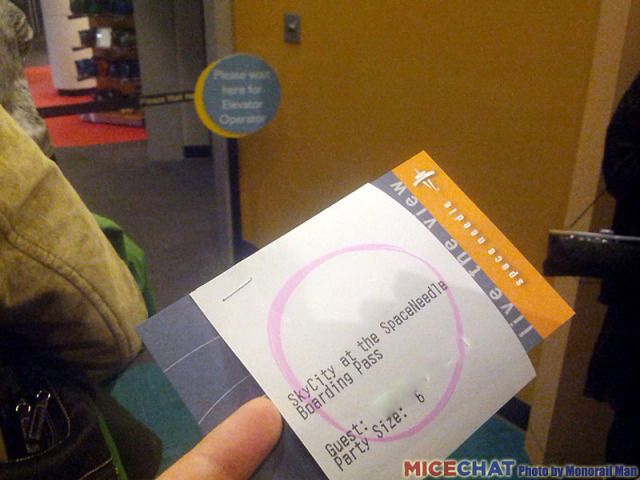 Please wait
here for
Elevator
Operator
space needle
live the view
SkyCity at the SpaceNeedle
Boarding Pass
Guest:
Party Size: 6
MICECHAT Photo by Monorail Man